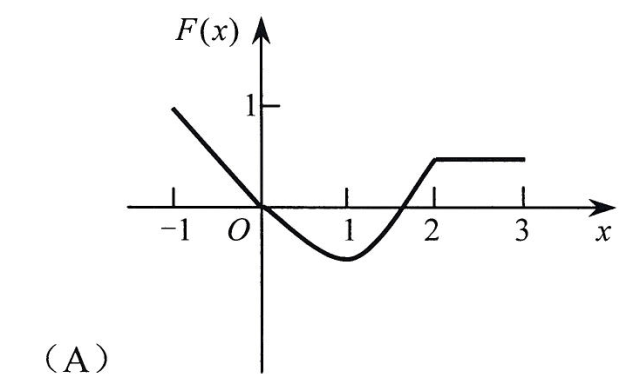 F(x)
1
−1 O 1 2 3 x
（A）